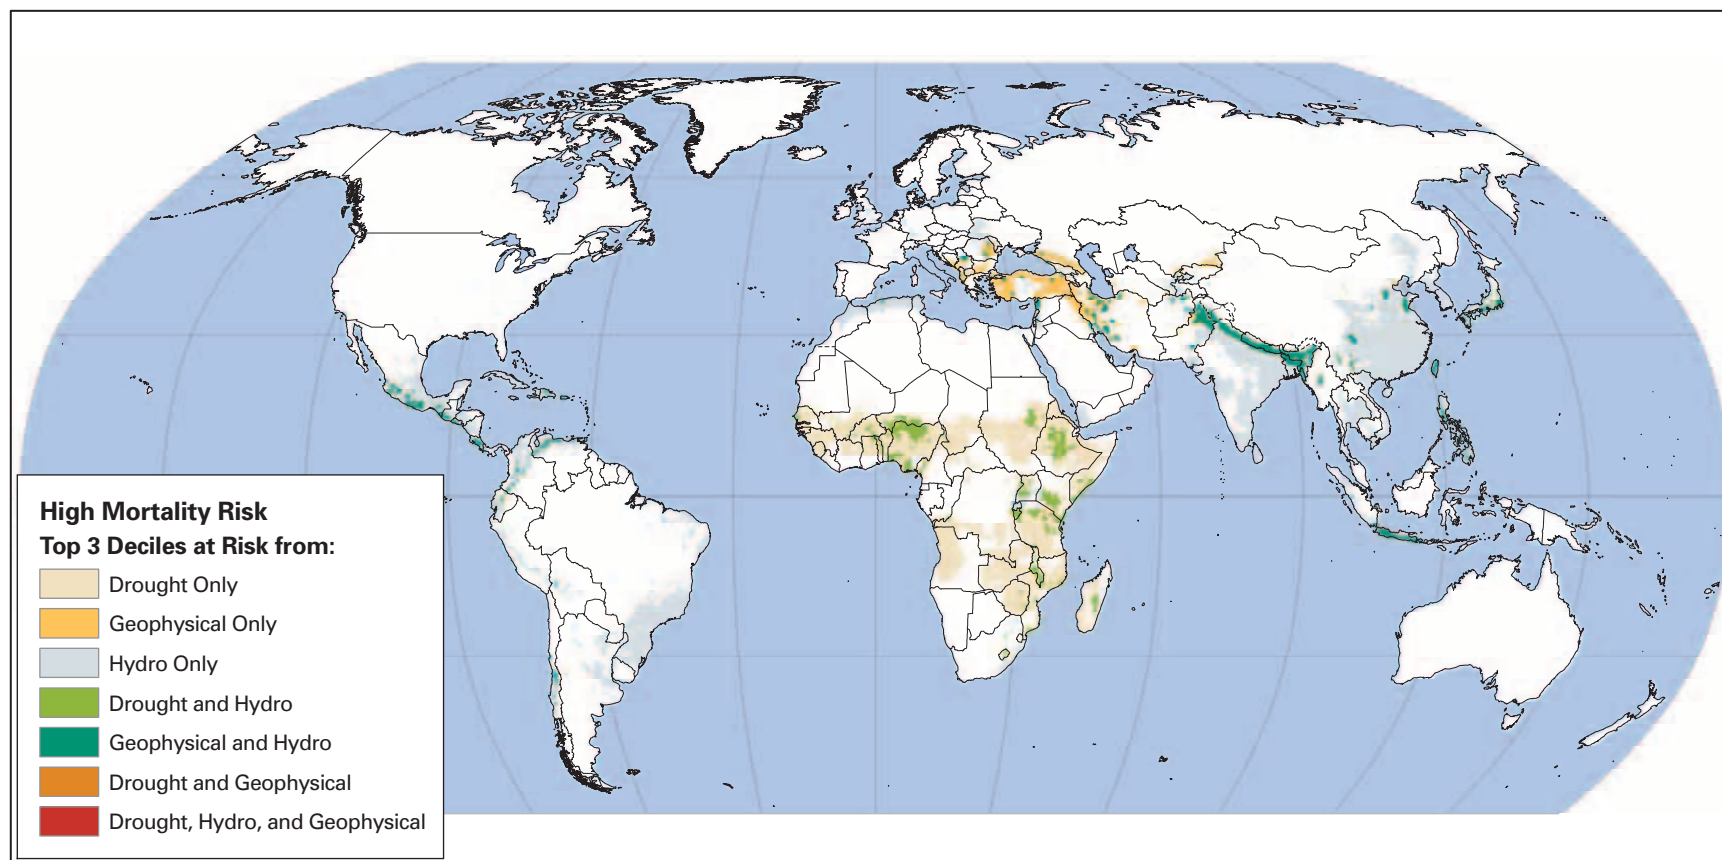 High Mortality Risk
Top 3 Deciles at Risk from:
Drought Only
Geophysical Only
Hydro Only
Drought and Hydro
Geophysical and Hydro
Drought and Geophysical
Drought, Hydro, and Geophysical